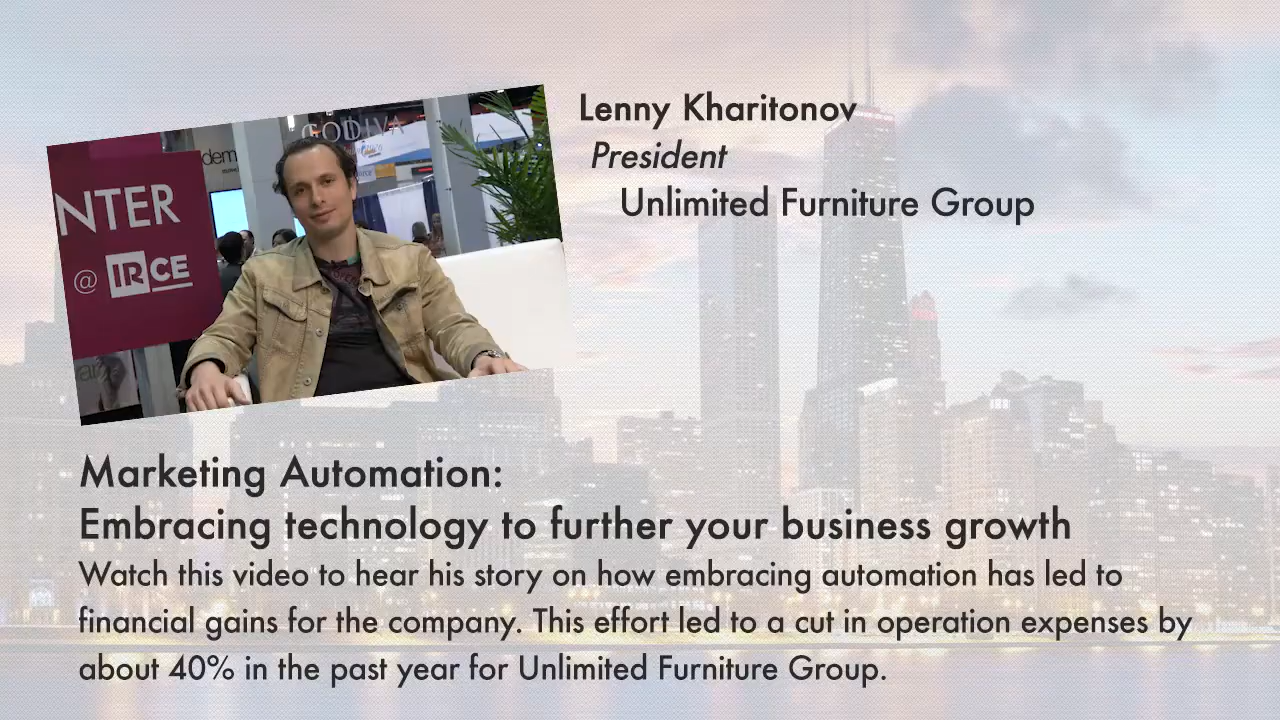 Lenny Kharitonov
President
Unlimited Furniture Group
GODIVA
dem
NTER
@ IRCE
Marketing Automation:
Embracing technology to further your business growth
Watch this video to hear his story on how embracing automation has led to
financial gains for the company. This effort led to a cut in operation expenses by
about 40% in the past year for Unlimited Furniture Group.